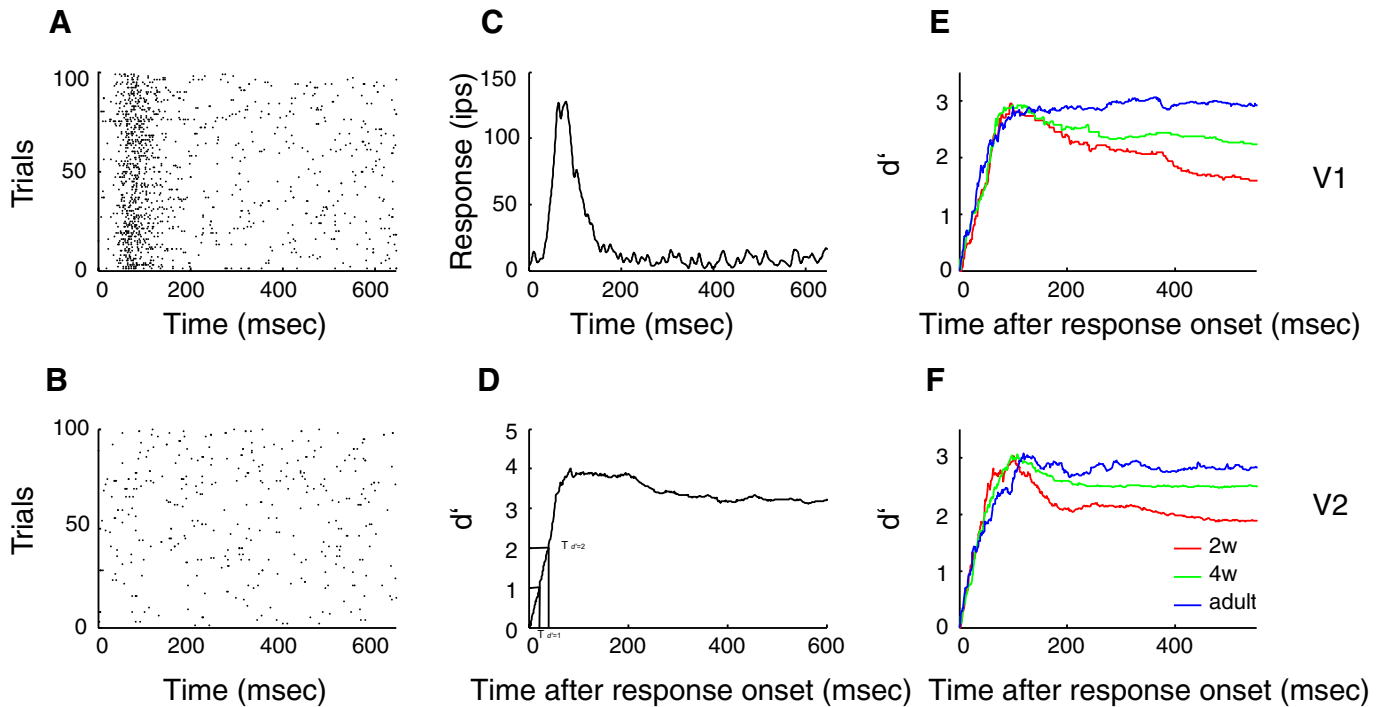 A
100
50
0
Trials
0 200 400 600
Time (msec)
C
150
100
50
0
Response (ips)
0 200 400 600
Time (msec)
E
3
2
1
0
d‘
0 200 400
Time after response onset (msec)
V1
B
100
50
0
Trials
0 200 400 600
Time (msec)
D
5
4
3
2
1
0
d‘
T d'=2
T d'=1
0 200 400 600
Time after response onset (msec)
F
3
2
1
0
d‘
2w
4w
adult
0 200 400
Time after response onset (msec)
V2